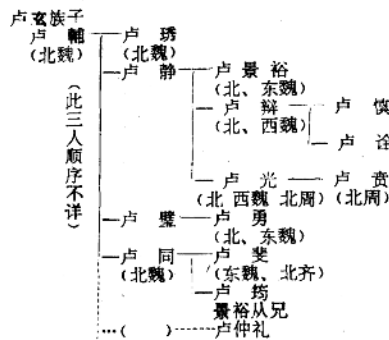 卢玄族子
卢 輔 卢 琇
(北魏) (北魏)
卢 静 卢 景 裕
(北、东魏)
(此三人顺序不详)
卢 辩 卢 慎
(北、西魏)
卢 诠
卢 光 卢 贲
(北 西魏 北周) (北周)
卢 璧 卢 勇
(北、东魏)
卢 同 卢 斐
(北魏) (东魏、北齐)
卢 筠
景裕从兄
…( ) 卢仲礼